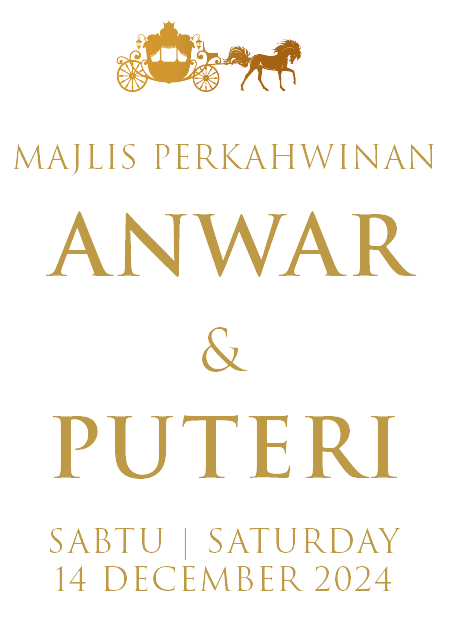 MAJLIS PERKAHWINAN
ANWAR
&
PUTERI
SABTU | SATURDAY
14 DECEMBER 2024